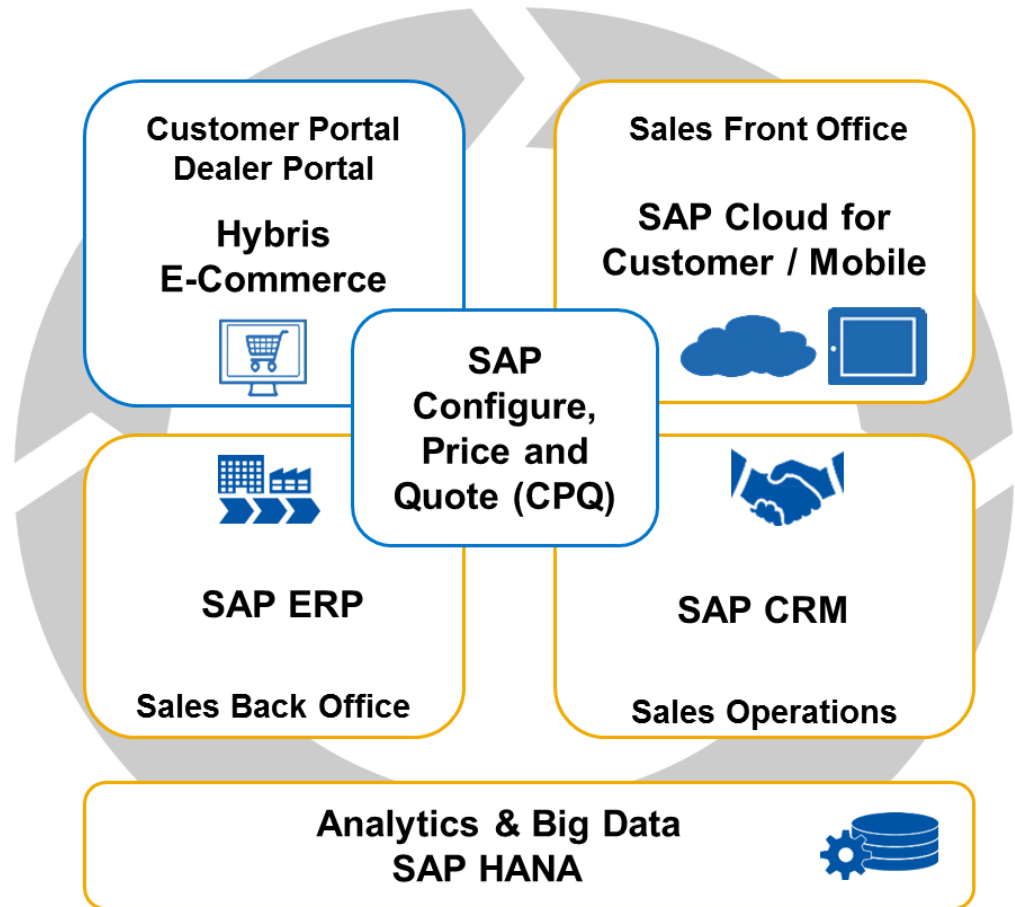 Customer Portal
Dealer Portal
Hybris
E-Commerce
Sales Front Office
SAP Cloud for
Customer / Mobile
SAP
Configure,
Price and
Quote (CPQ)
SAP ERP
Sales Back Office
SAP CRM
Sales Operations
Analytics & Big Data
SAP HANA